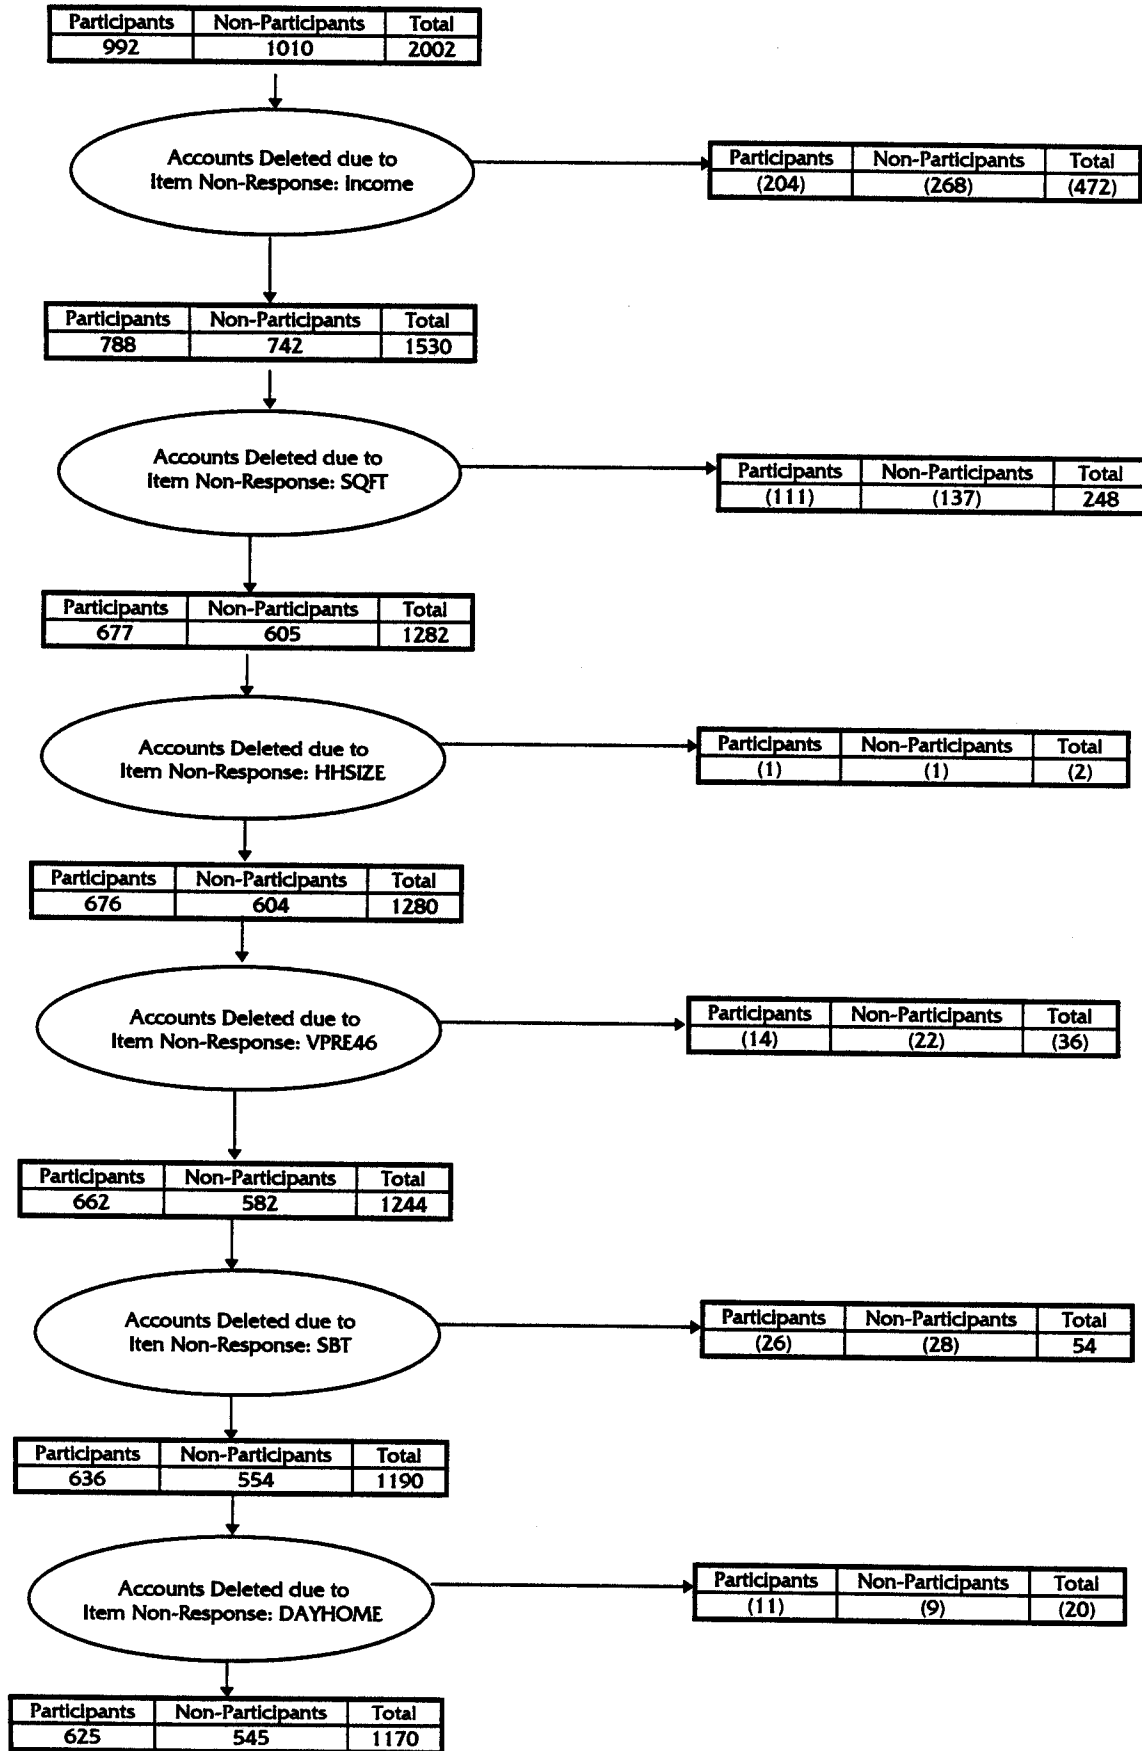 Participants Non-Participants Total
992 1010 2002
Accounts Deleted due to
Item Non-Response: Income
Participants Non-Participants Total
(204) (268) (472)
Participants Non-Participants Total
788 742 1530
Accounts Deleted due to
Item Non-Response: SQFT
Participants Non-Participants Total
(111) (137) 248
Participants Non-Participants Total
677 605 1282
Accounts Deleted due to
Item Non-Response: HHSIZE
Participants Non-Participants Total
(1) (1) (2)
Participants Non-Participants Total
676 604 1280
Accounts Deleted due to
Item Non-Response: VPRE46
Participants Non-Participants Total
(14) (22) (36)
Participants Non-Participants Total
662 582 1244
Accounts Deleted due to
Iten Non-Response: SBT
Participants Non-Participants Total
(26) (28) 54
Participants Non-Participants Total
636 554 1190
Accounts Deleted due to
Item Non-Response: DAYHOME
Participants Non-Participants Total
(11) (9) (20)
Participants Non-Participants Total
625 545 1170